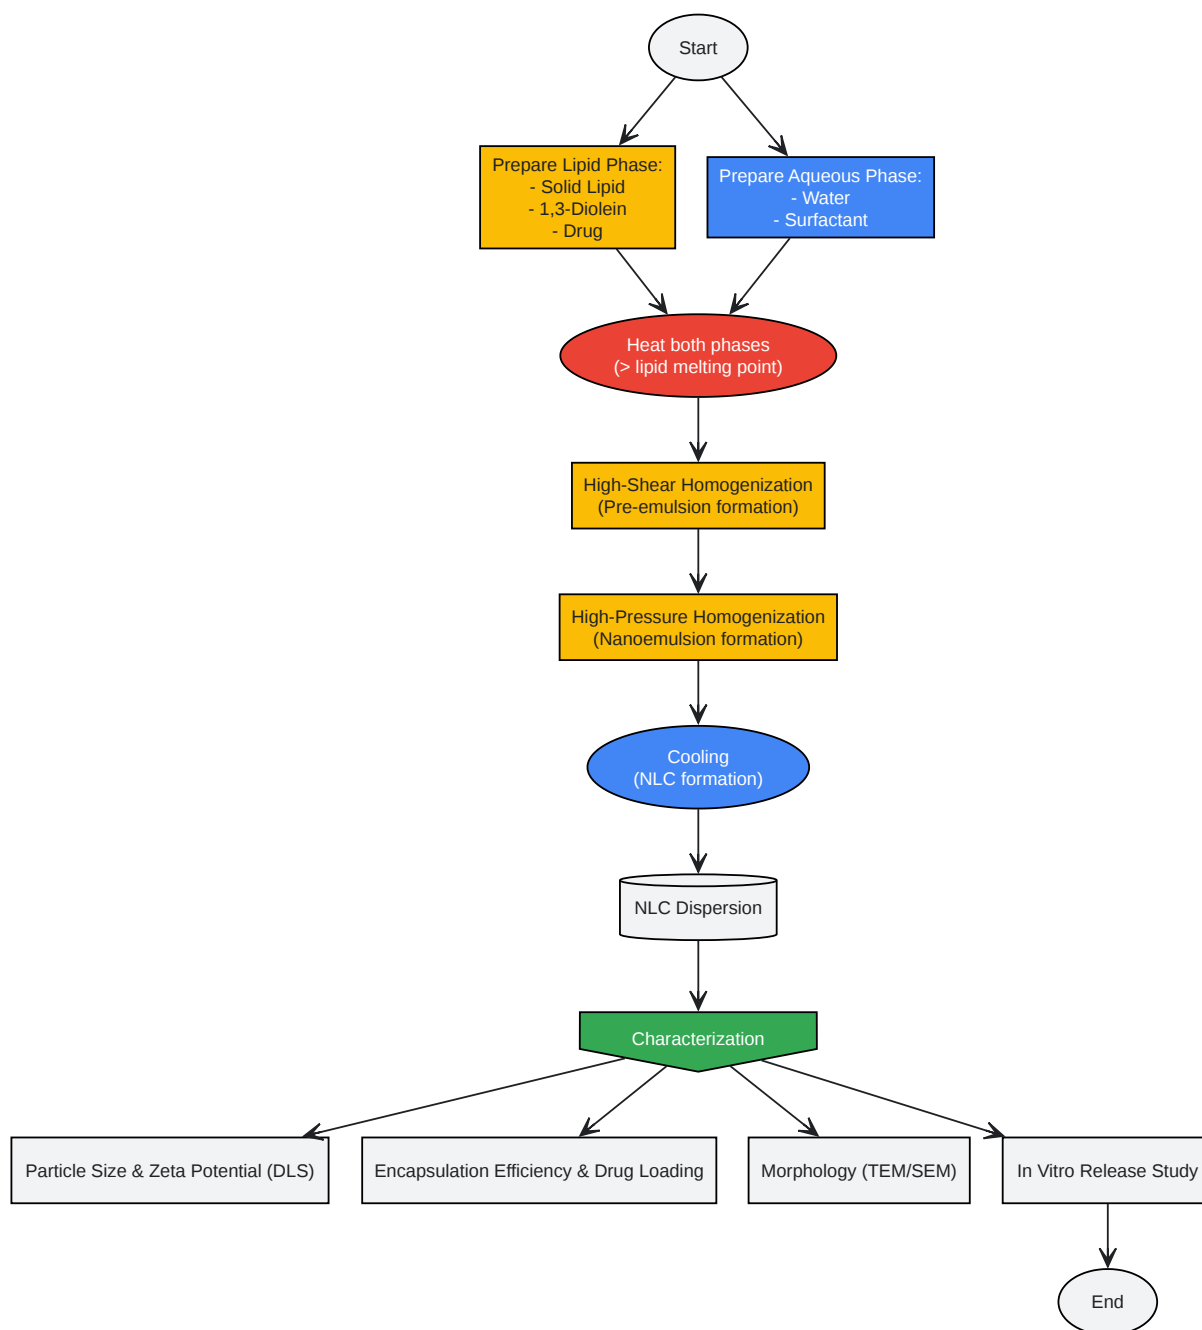 Start
Prepare Lipid Phase:
- Solid Lipid
- 1,3-Diolein
- Drug
Prepare Aqueous Phase:
- Water
- Surfactant
Heat both phases
(> lipid melting point)
High-Shear Homogenization
(Pre-emulsion formation)
High-Pressure Homogenization
(Nanoemulsion formation)
Cooling
(NLC formation)
NLC Dispersion
Characterization
Particle Size & Zeta Potential (DLS)
Encapsulation Efficiency & Drug Loading
Morphology (TEM/SEM)
In Vitro Release Study
End